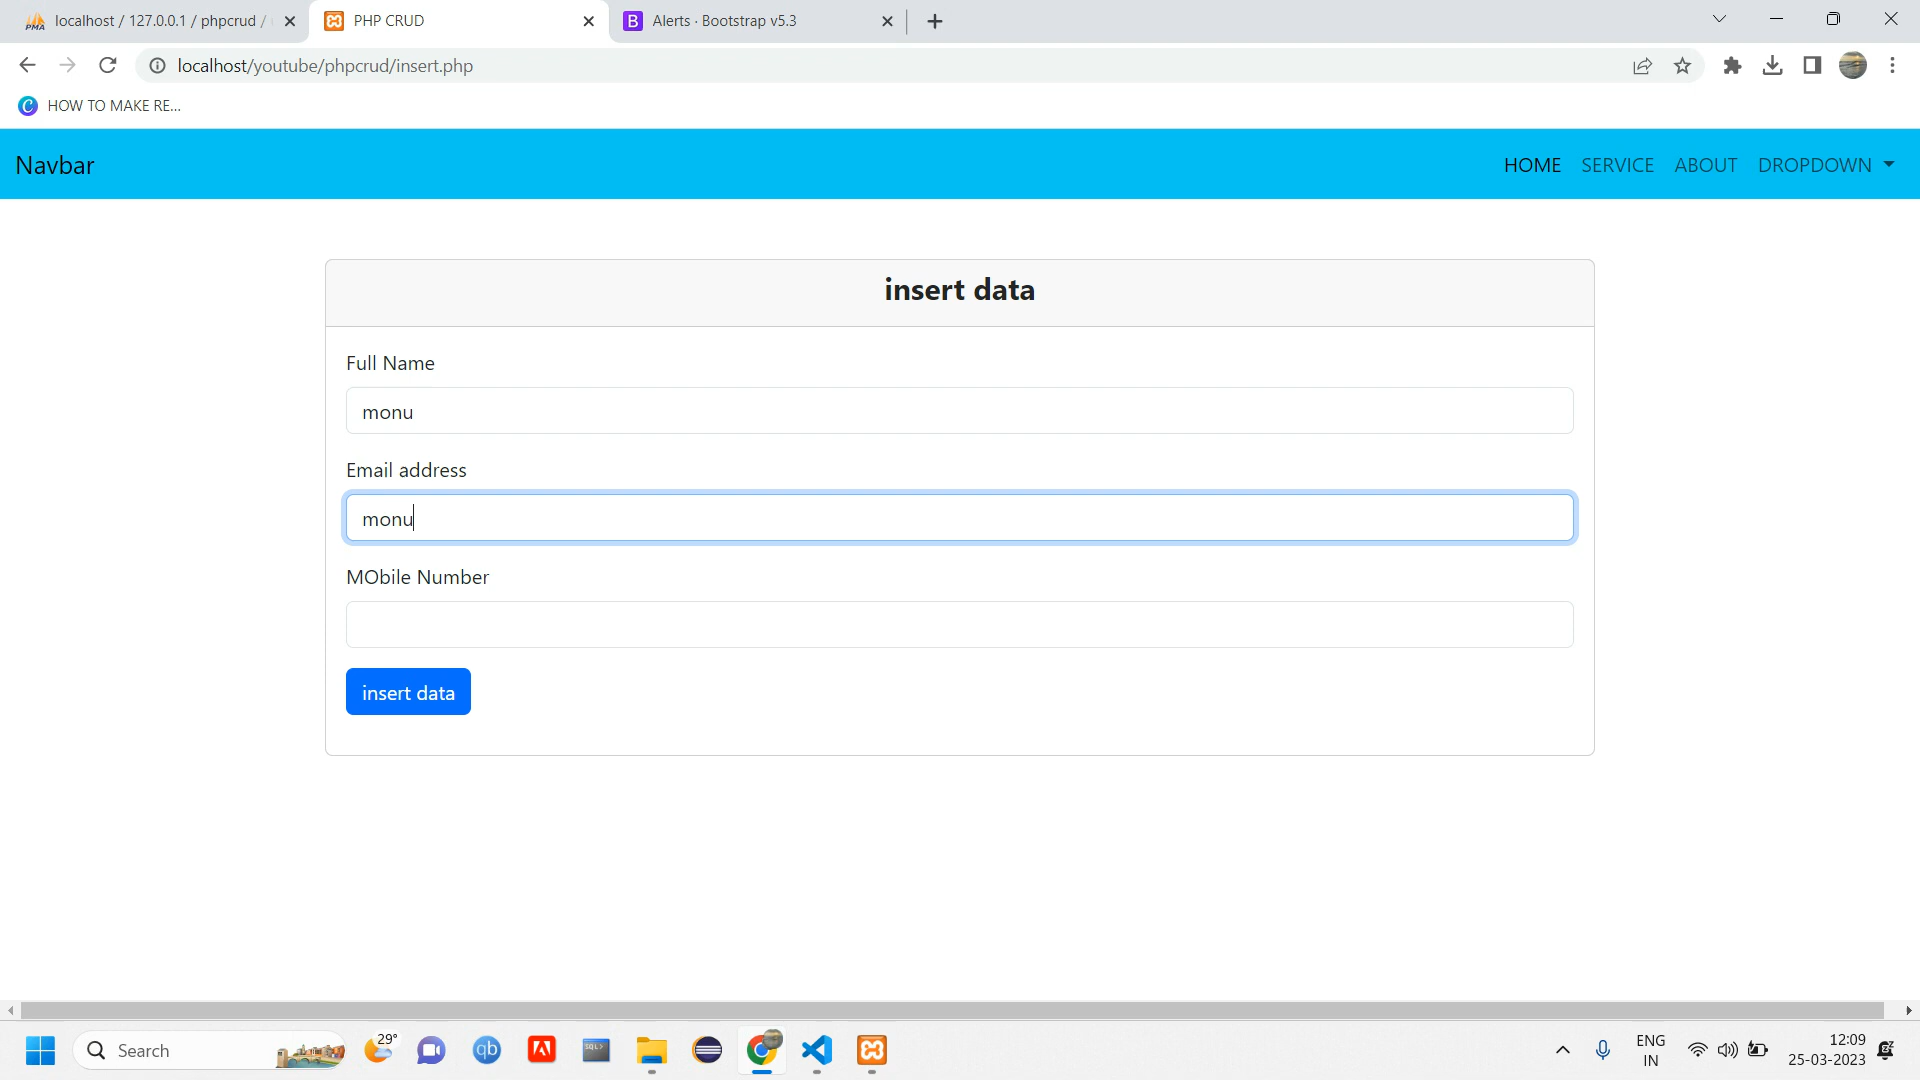 localhost / 127.0.0.1 / phpcrud /
PHP CRUD
Alerts · Bootstrap v5.3
localhost/youtube/phpcrud/insert.php
HOW TO MAKE RE...
Navbar
HOME SERVICE ABOUT DROPDOWN
insert data
Full Name
monu
Email address
monu
MObile Number
insert data
Search
29°
ENG
IN
12:09
25-03-2023